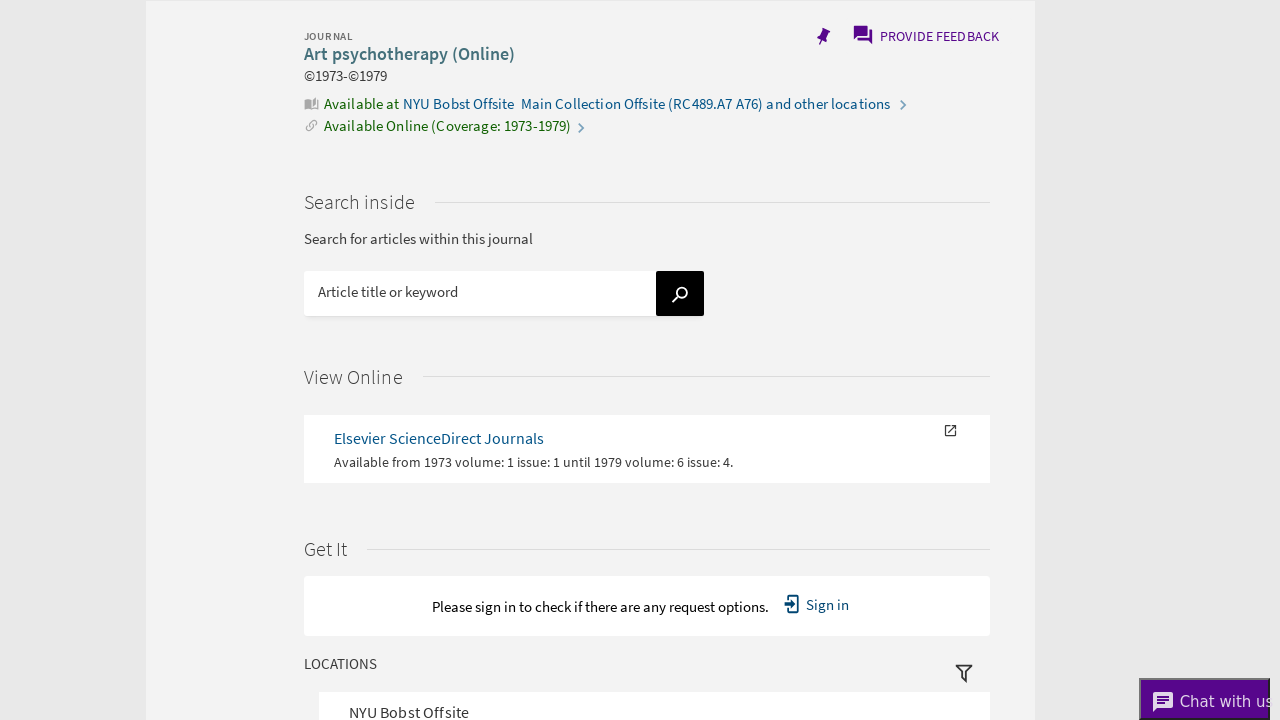 JOURNAL
PROVIDE FEEDBACK
Art psychotherapy (Online)
©1973-©1979
Available at NYU Bobst Offsite Main Collection Offsite (RC489.A7 A76) and other locations
Available Online (Coverage: 1973-1979)
Search inside
Search for articles within this journal
Article title or keyword
View Online
Elsevier ScienceDirect Journals
Available from 1973 volume: 1 issue: 1 until 1979 volume: 6 issue: 4.
Get It
Please sign in to check if there are any request options.
Sign in
LOCATIONS
NYU Bobst Offsite
Chat with us